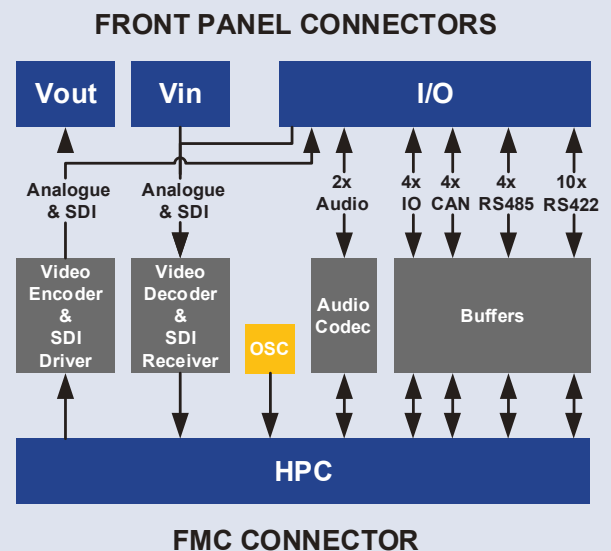 FRONT PANEL CONNECTORS
Vout
Vin
I/O
Analogue
& SDI
Analogue
& SDI
2x
Audio
4x
IO
4x
CAN
4x
RS485
10x
RS422
Video
Encoder
&
SDI
Driver
Video
Decoder
&
SDI
Receiver
OSC
Audio
Codec
Buffers
HPC
FMC CONNECTOR